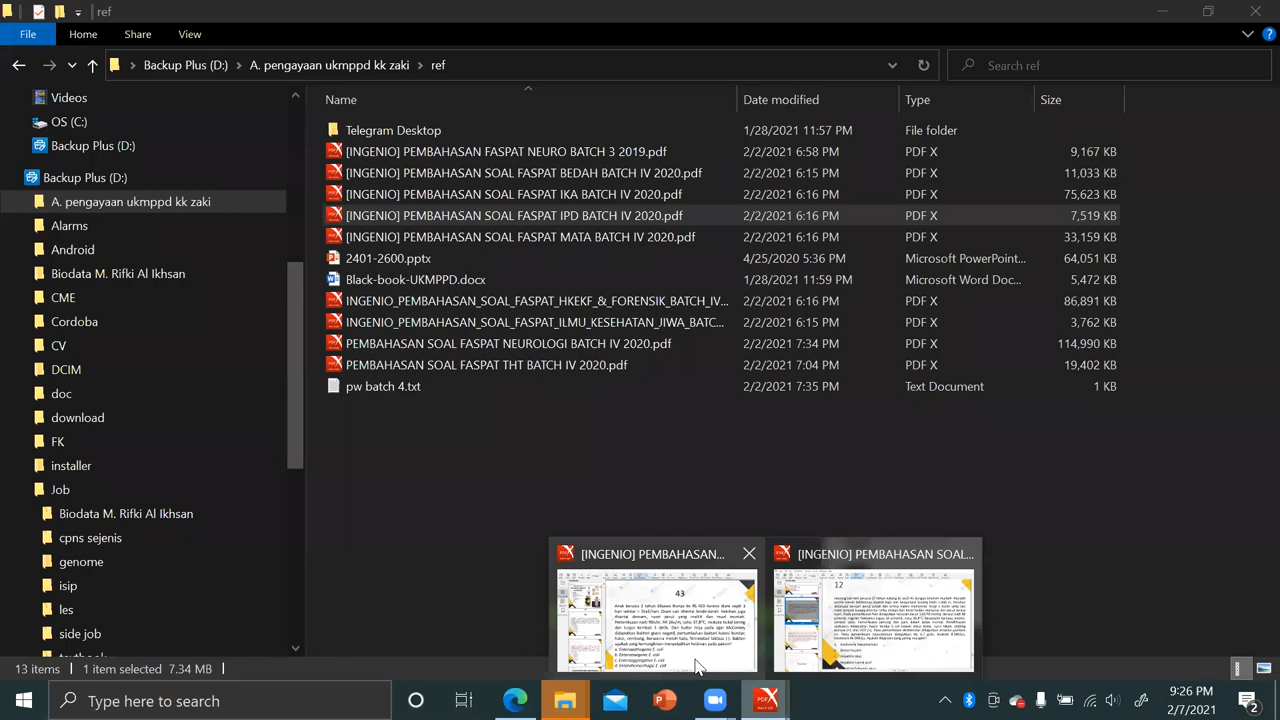 ref
File Home Share View
Backup Plus (D:) > A. pengayaan ukmppd kk zaki > ref
Search ref
Videos
OS (C:)
Backup Plus (D:)
Backup Plus (D:)
A. pengayaan ukmppd kk zaki
Alarms
Android
Biodata M. Rifki Al Ikhsan
CME
Cordoba
CV
DCIM
doc
download
FK
installer
Job
Biodata M. Rifki Al Ikhsan
cpns sejenis
genome
isip
les
side job
Name Date modified Type Size
Telegram Desktop 1/28/2021 11:57 PM File folder
[INGENIO] PEMBAHASAN FASPAT NEURO BATCH 3 2019.pdf 2/2/2021 6:58 PM PDF X 9,167 KB
[INGENIO] PEMBAHASAN SOAL FASPAT BEDAH BATCH IV 2020.pdf 2/2/2021 6:15 PM PDF X 11,033 KB
[INGENIO] PEMBAHASAN SOAL FASPAT IKA BATCH IV 2020.pdf 2/2/2021 6:16 PM PDF X 75,623 KB
[INGENIO] PEMBAHASAN SOAL FASPAT IPD BATCH IV 2020.pdf 2/2/2021 6:16 PM PDF X 7,519 KB
[INGENIO] PEMBAHASAN SOAL FASPAT MATA BATCH IV 2020.pdf 2/2/2021 6:16 PM PDF X 33,159 KB
2401-2600.pptx 4/25/2020 5:36 PM Microsoft PowerPoint... 64,051 KB
Black-book-UKMPPD.docx 1/28/2021 11:59 PM Microsoft Word Doc... 5,472 KB
INGENIO_PEMBAHASAN_SOAL_FASPAT_HKEKF_&_FORENSIK_BATCH_IV... 2/2/2021 6:16 PM PDF X 86,891 KB
INGENIO_PEMBAHASAN_SOAL_FASPAT_ILMU_KESEHATAN_JIWA_BATC... 2/2/2021 6:15 PM PDF X 3,762 KB
PEMBAHASAN SOAL FASPAT NEUROLOGI BATCH IV 2020.pdf 2/2/2021 7:34 PM PDF X 114,990 KB
PEMBAHASAN SOAL FASPAT THT BATCH IV 2020.pdf 2/2/2021 7:04 PM PDF X 19,402 KB
pw batch 4.txt 2/2/2021 7:35 PM Text Document 1 KB
[INGENIO] PEMBAHASAN...
43
[INGENIO] PEMBAHASAN SOAL...
12
13 items 1 item selected 7.34 MB
Type here to search
9:26 PM
2/7/2021
2